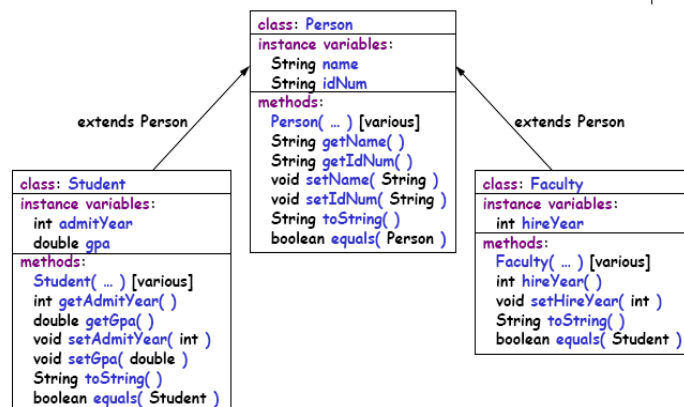 class: Person
instance variables:
String name
String idNum
methods:
Person( ... ) [various]
String getName( )
String getIdNum( )
void setName( String )
void setIdNum( String )
String toString( )
boolean equals( Person )
extends Person
extends Person
class: Student
instance variables:
int admitYear
double gpa
methods:
Student( ... ) [various]
int getAdmitYear( )
double getGpa( )
void setAdmitYear( int )
void setGpa( double )
String toString( )
boolean equals( Student )
class: Faculty
instance variables:
int hireYear
methods:
Faculty( ... ) [various]
int hireYear( )
void setHireYear( int )
String toString( )
boolean equals( Student )